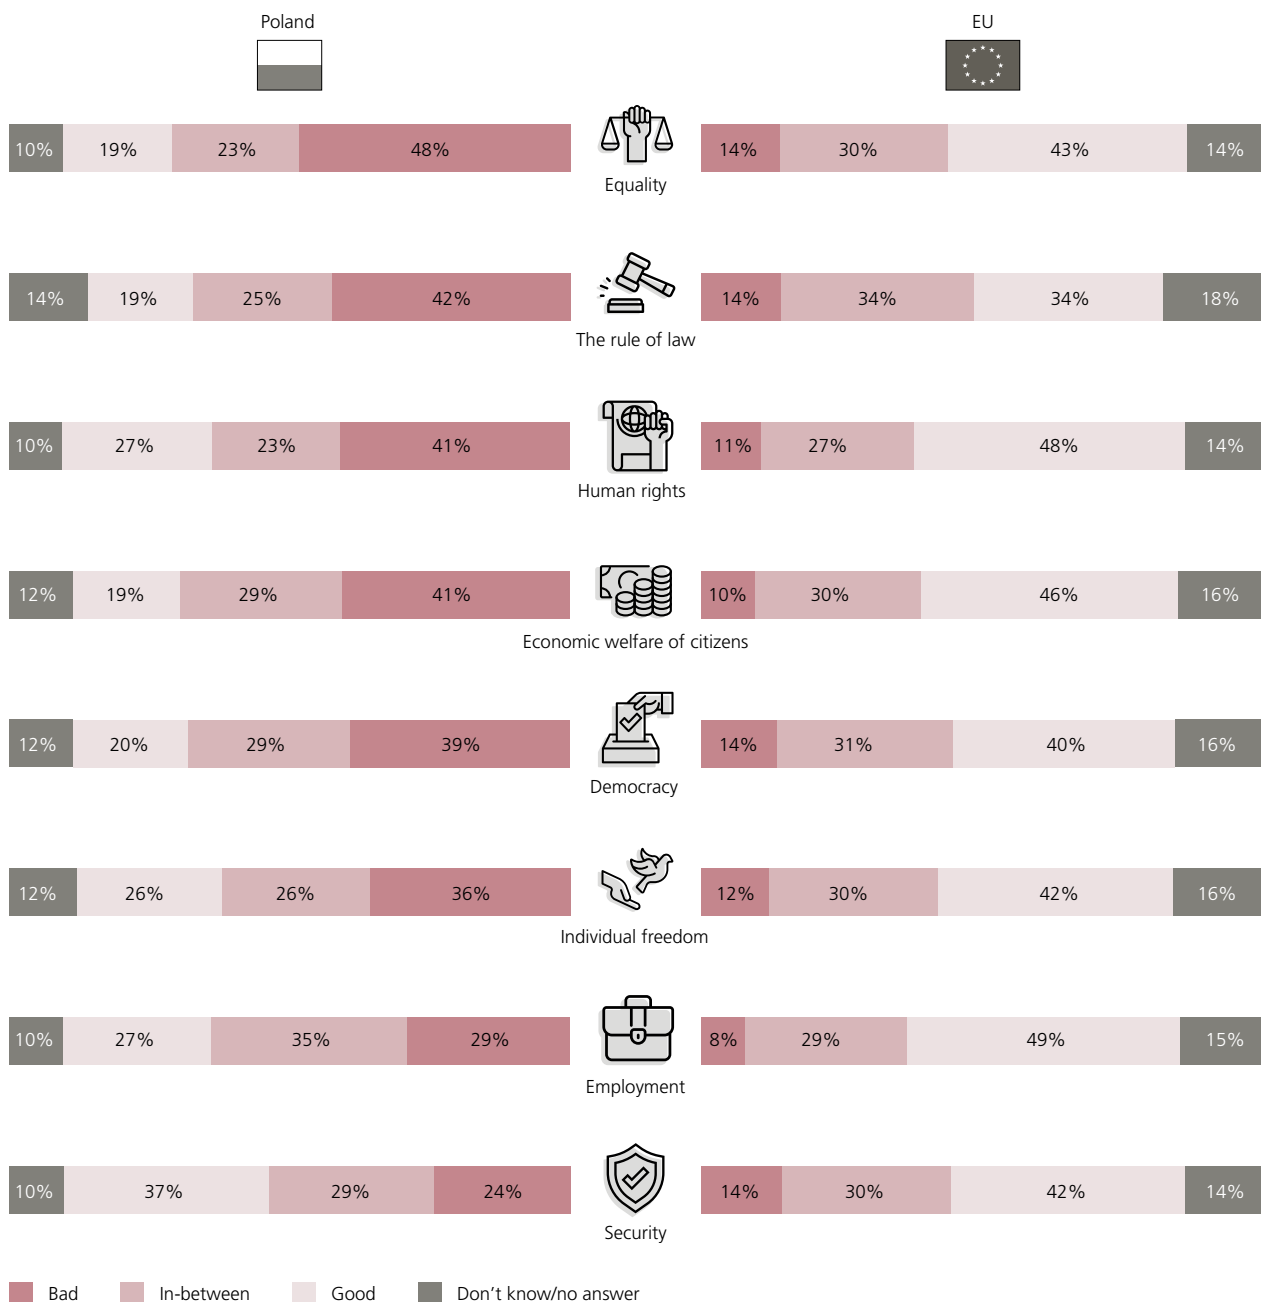 Poland EU
10% 19% 23% 48% 14% 30% 43% 14%
Equality
14% 19% 25% 42% 14% 34% 34% 18%
The rule of law
10% 27% 23% 41% 11% 27% 48% 14%
Human rights
12% 19% 29% 41% 10% 30% 46% 16%
Economic welfare of citizens
12% 20% 29% 39% 14% 31% 40% 16%
Democracy
12% 26% 26% 36% 12% 30% 42% 16%
Individual freedom
10% 27% 35% 29% 8% 29% 49% 15%
Employment
10% 37% 29% 24% 14% 30% 42% 14%
Security
Bad In-between Good Don’t know/no answer